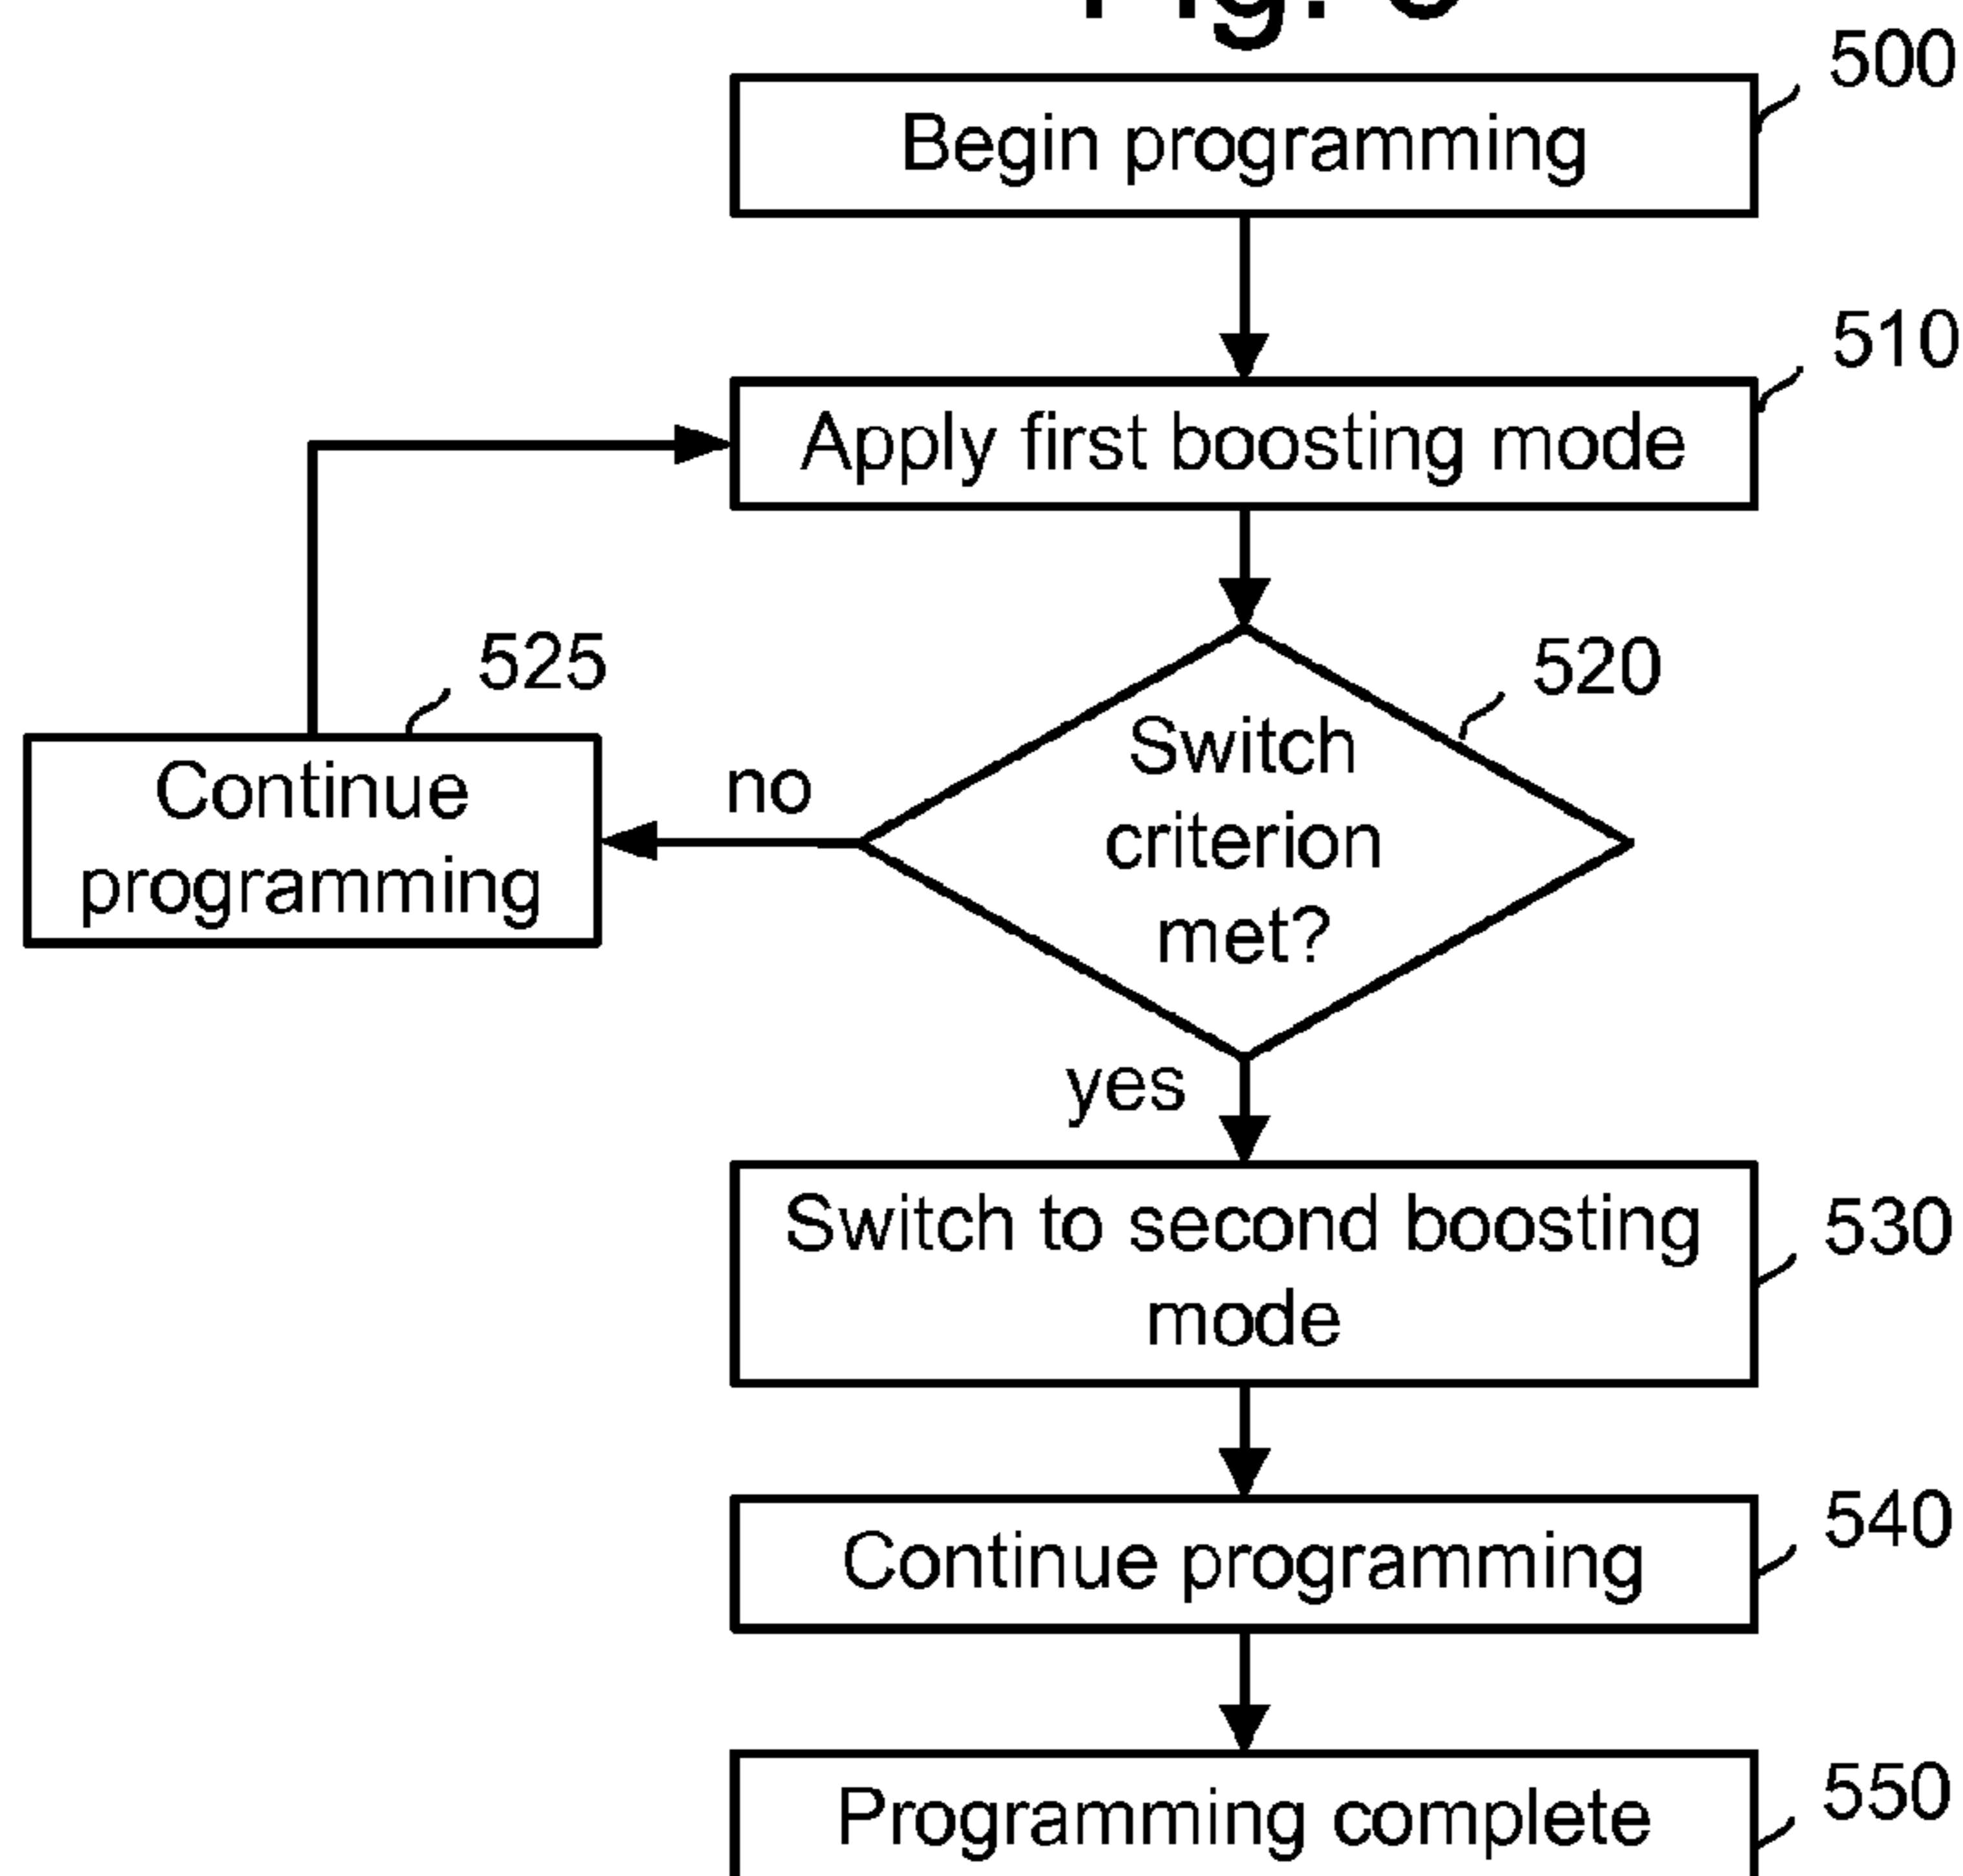 500
Begin programming
510
Apply first boosting mode
525
520
Continue
programming
no
Switch
criterion
met?
yes
Switch to second boosting
mode
530
540
Continue programming
550
Programming complete